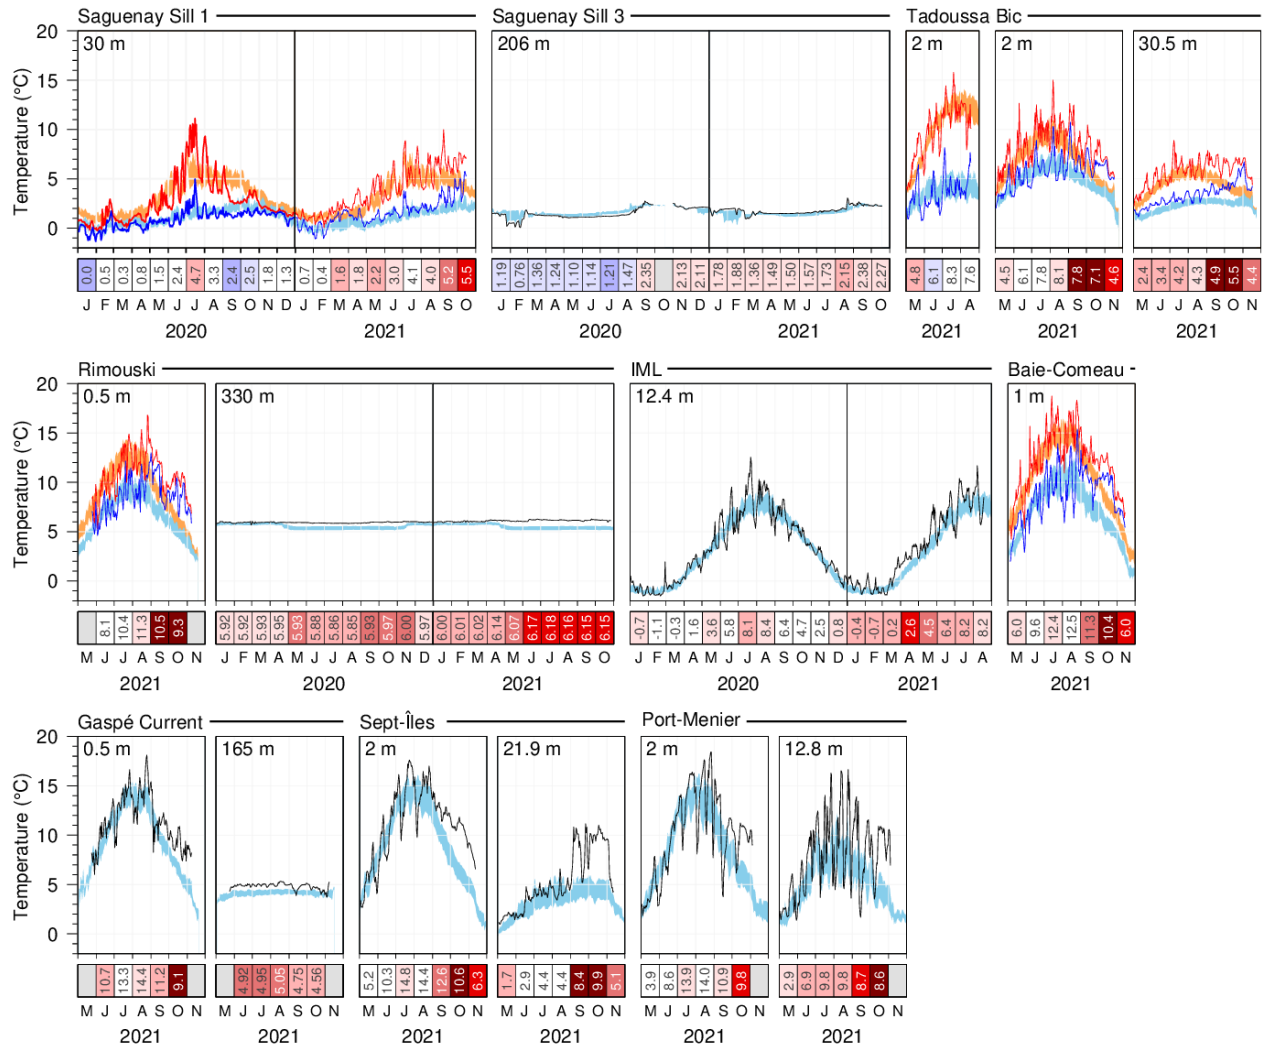 Saguenay Sill 1 Saguenay Sill 3 Tadoussa Bic
30 m 206 m 2 m 2 m 30.5 m
Temperature (°C)
20
15
10
5
0
0.0 0.5 0.3 0.8 1.5 2.4 4.7 3.3 2.4 2.5 1.8 1.3 0.7 0.4 1.6 1.8 2.2 3.0 4.1 4.0 5.2 5.5
1.19 0.76 1.36 1.24 1.10 1.14 1.21 1.47 2.35 2.13 2.11 1.78 1.88 1.36 1.49 1.50 1.57 1.73 2.15 2.38 2.27
4.8 6.1 8.3 7.6
4.5 6.1 7.8 8.1 7.8 7.1 4.6
2.4 3.4 4.2 4.3 4.9 5.5 4.4
J F M A M J J A S O N D J F M A M J J A S O
J F M A M J J A S O N D J F M A M J J A S O
M J J A
M J J A S O N
M J J A S O N
2020 2021 2020 2021 2021 2021 2021
Rimouski IML Baie-Comeau
0.5 m 330 m 12.4 m 1 m
Temperature (°C)
20
15
10
5
0
8.1 10.4 11.3 10.5 9.3
5.92 5.92 5.93 5.95 5.93 5.88 5.86 5.85 5.93 5.97 6.00 5.97 6.00 6.01 6.02 6.14 6.07 6.17 6.18 6.16 6.15 6.15
-0.7 -1.1 -0.3 1.6 3.6 5.8 8.1 8.4 6.4 4.7 2.5 0.8 -0.4 -0.7 0.2 2.6 4.5 6.4 8.2 8.2
6.0 9.6 12.4 12.5 11.3 10.4 6.0
M J J A S O N
J F M A M J J A S O N D J F M A M J J A S O
J F M A M J J A S O N D J F M A M J J A
M J J A S O N
2021 2020 2021 2020 2021 2021
Gaspé Current Sept-Îles Port-Menier
0.5 m 165 m 2 m 21.9 m 2 m 12.8 m
Temperature (°C)
20
15
10
5
0
10.7 13.3 14.4 11.2 9.1
4.92 4.95 5.05 4.75 4.56
5.2 10.3 14.8 14.4 12.6 10.6 6.3
1.7 2.9 4.4 4.4 8.4 9.9 5.1
3.9 8.6 13.9 14.0 10.9 9.8
2.9 6.9 9.8 9.8 8.7 8.6
M J J A S O N
M J J A S O N
M J J A S O N
M J J A S O N
M J J A S O N
M J J A S O N
2021 2021 2021 2021 2021 2021